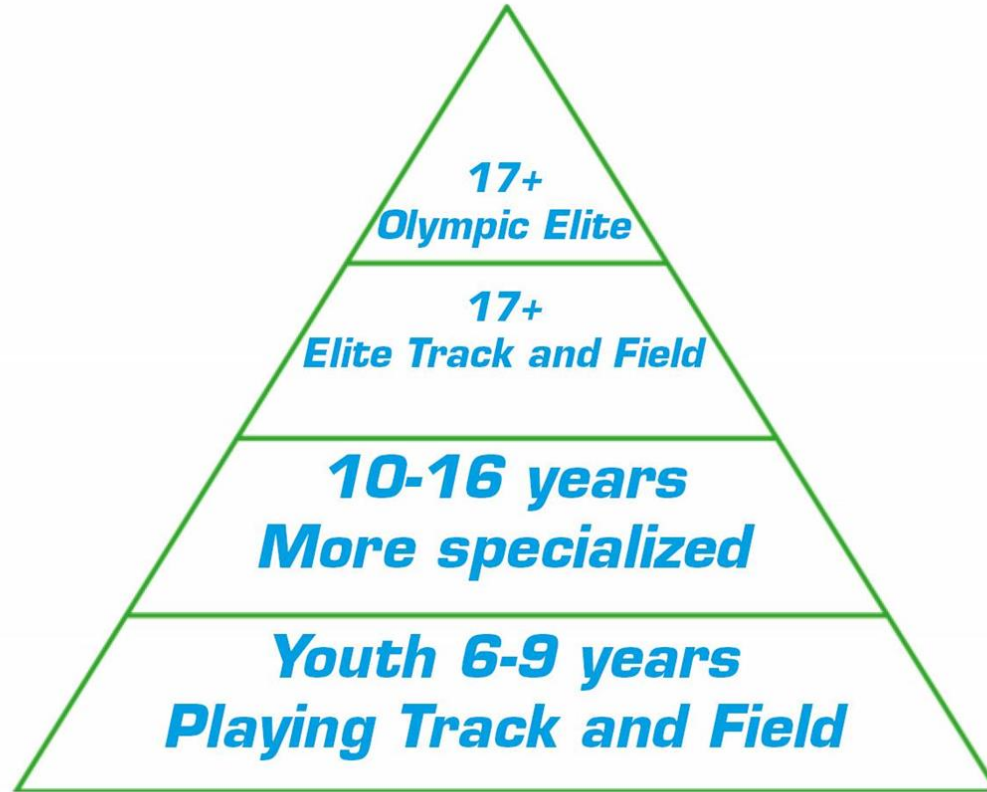 17+
Olympic Elite
17+
Elite Track and Field
10-16 years
More specialized
Youth 6-9 years
Playing Track and Field